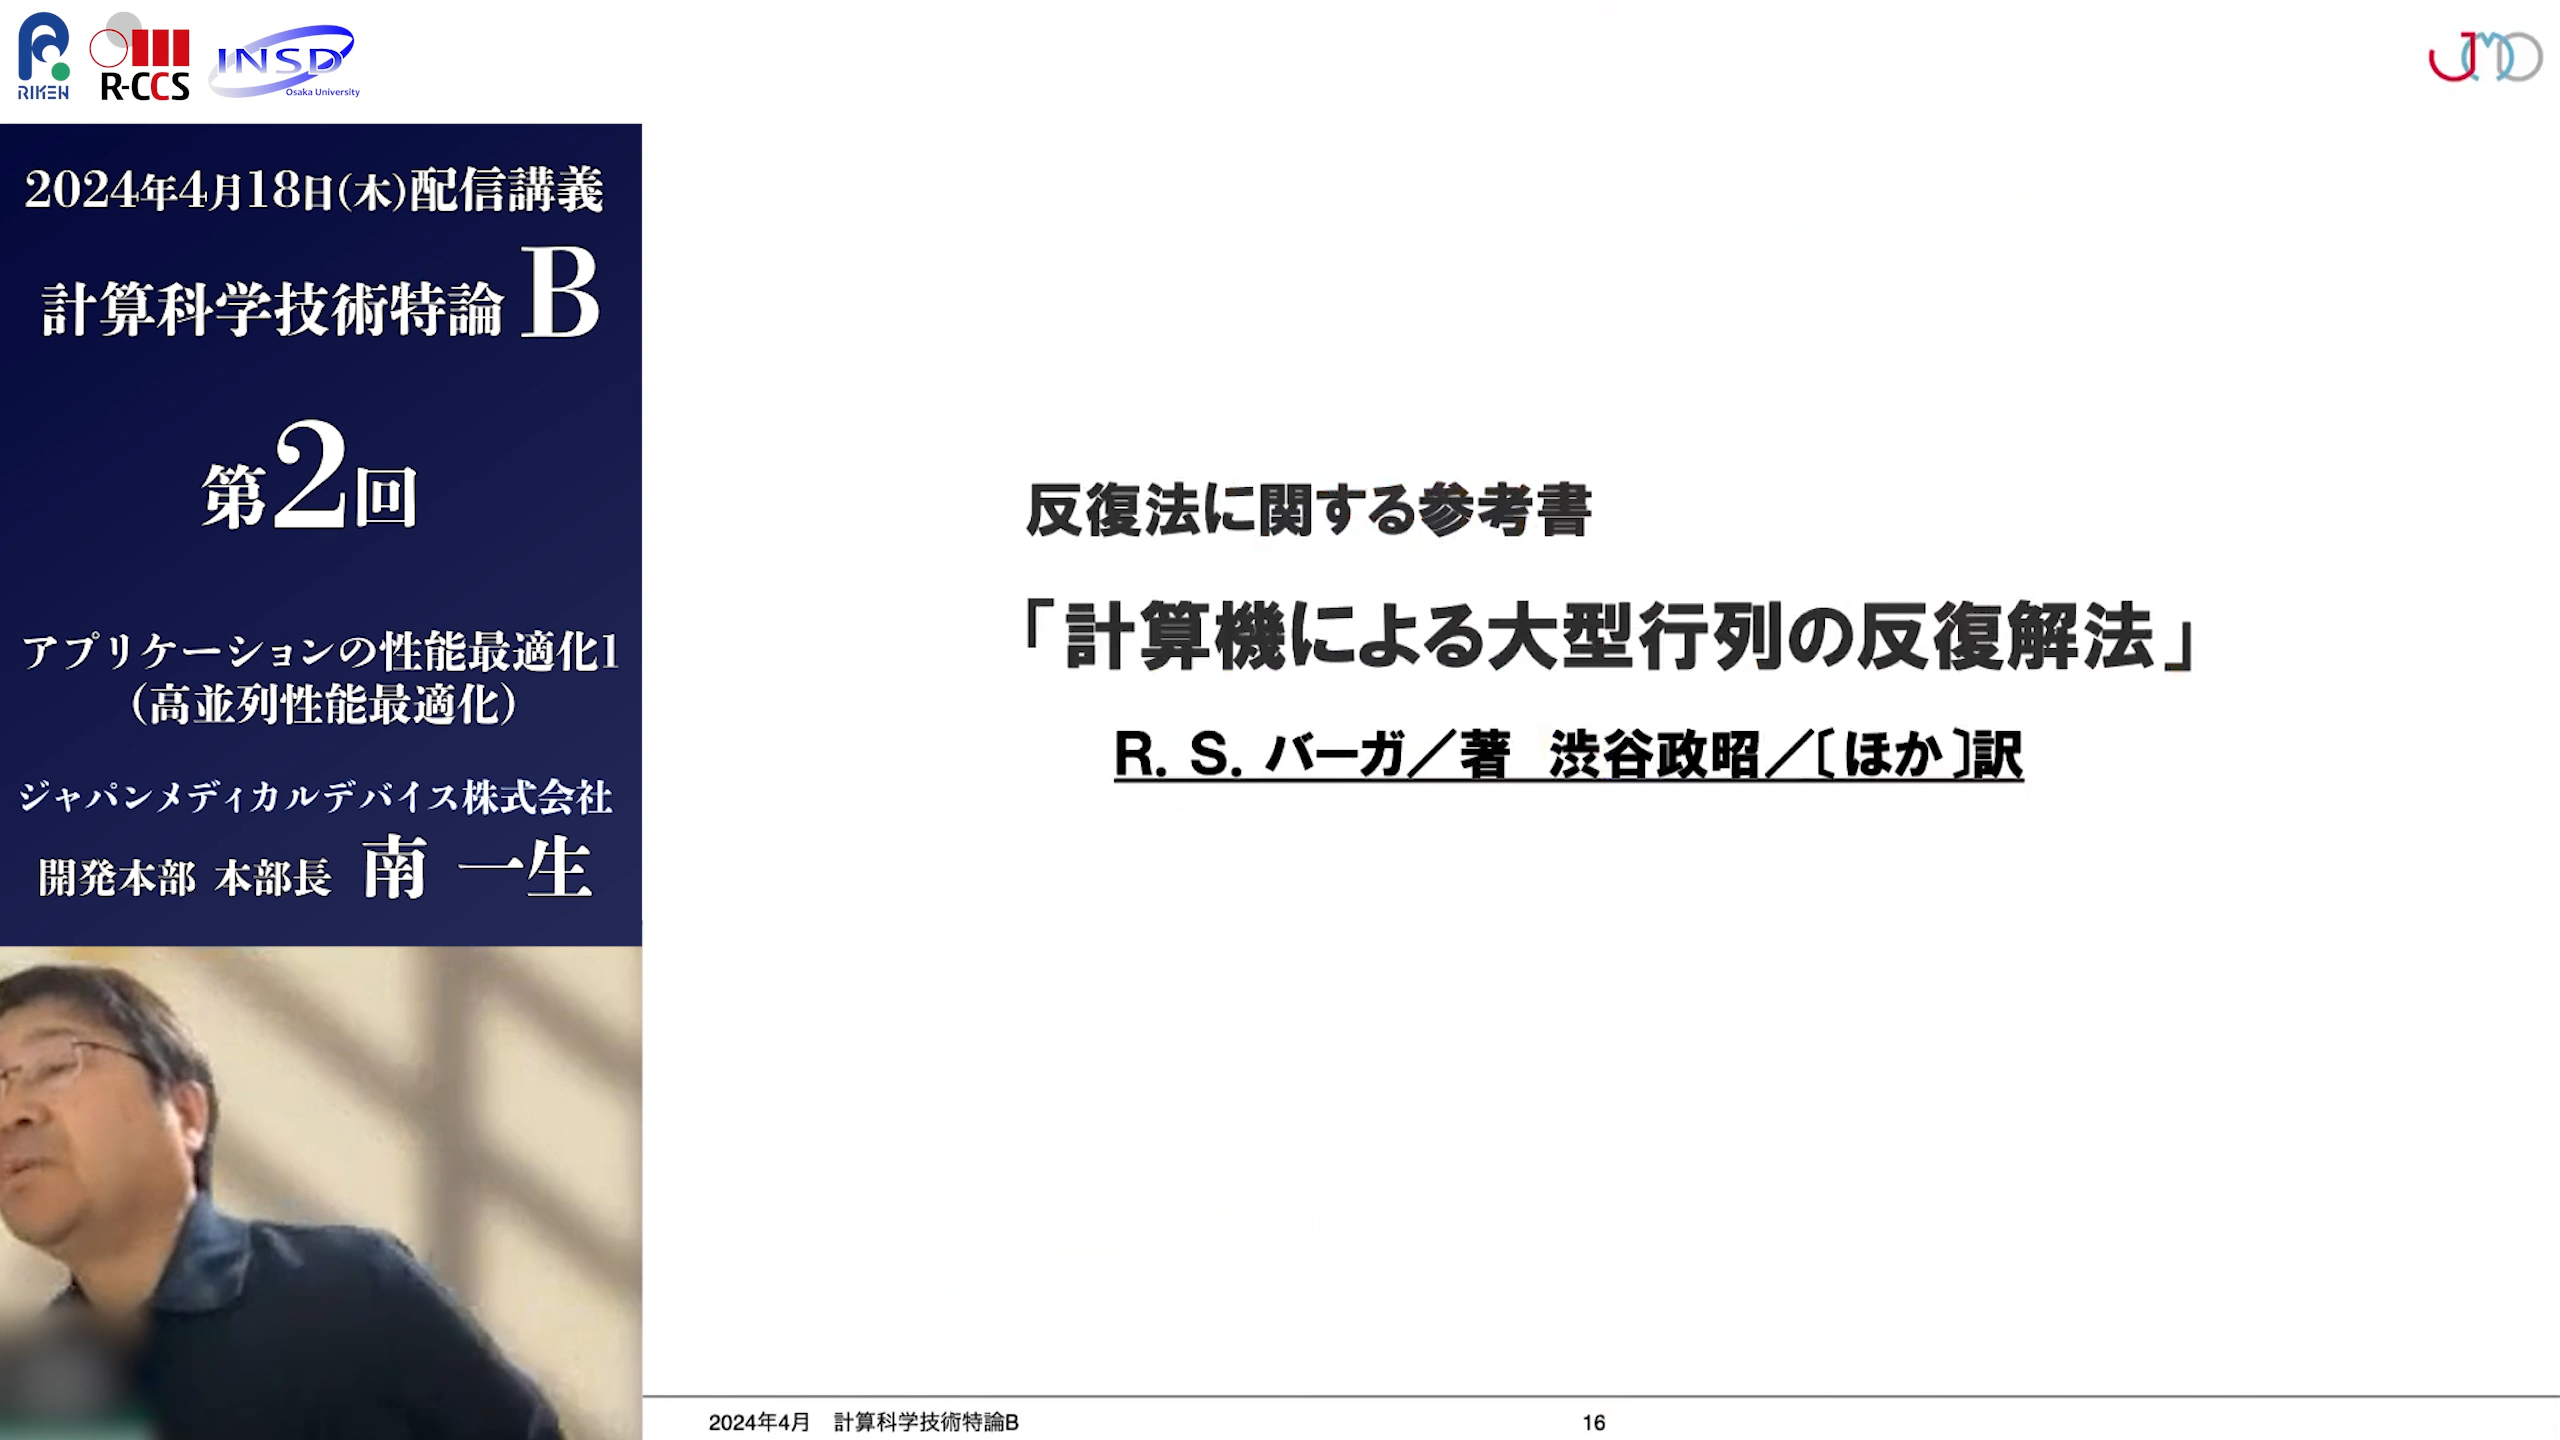 RIKEN
R-CCS
INSD
Osaka University
JMD
2024年4月18日(木)配信講義
計算科学技術特論 B
第2回
アプリケーションの性能最適化1
(高並列性能最適化)
ジャパンメディカルデバイス株式会社
開発本部 本部長 南 一生
反復法に関する参考書
「計算機による大型行列の反復解法」
R. S. バーガ／著　渋谷政昭／〔ほか〕訳
2024年4月　計算科学技術特論B
16